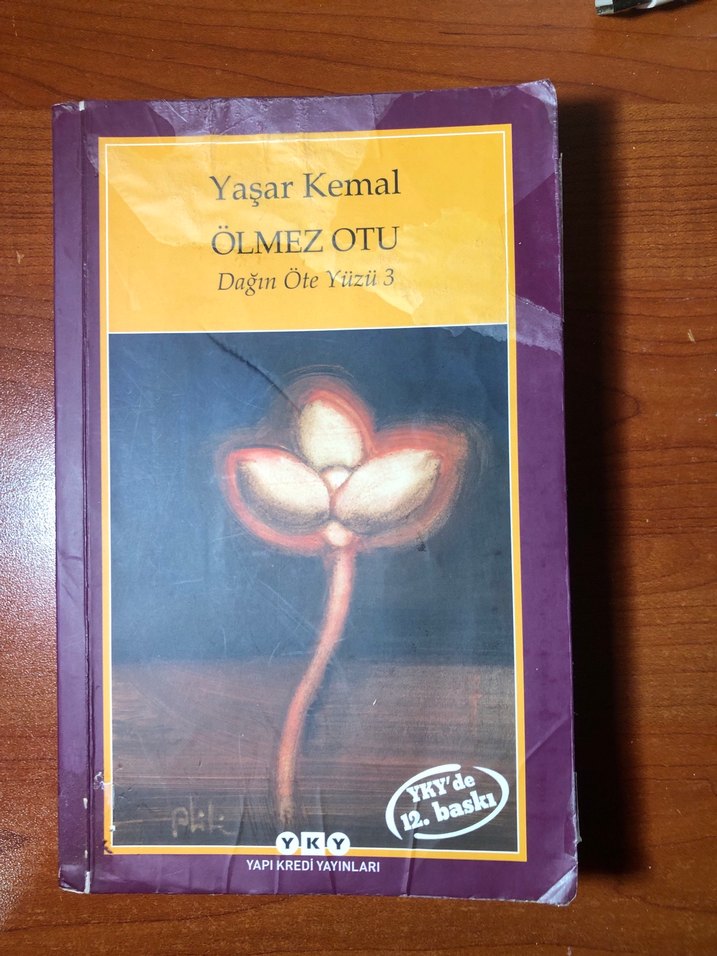 Yaşar Kemal
ÖLMEZ OTU
Dağın Öte Yüzü 3
YKY'de
12. baskı
YKY
YAPI KREDİ YAYINLARI